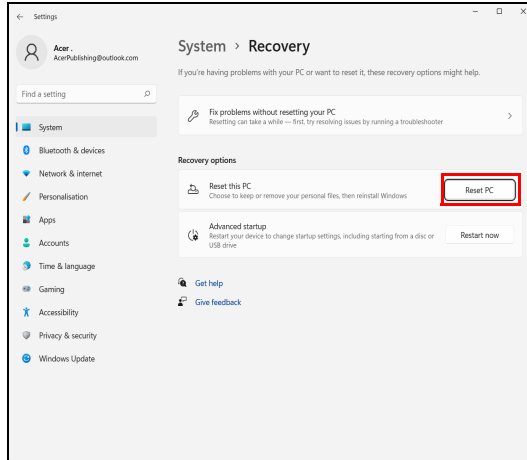 Settings
Acer .
AcerPublishing@outlook.com
Find a setting
System
Bluetooth & devices
Network & internet
Personalisation
Apps
Accounts
Time & language
Gaming
Accessibility
Privacy & security
Windows Update
System > Recovery
If you're having problems with your PC or want to reset it, these recovery options might help.
Fix problems without resetting your PC
Resetting can take a while — first, try resolving issues by running a troubleshooter
Recovery options
Reset this PC
Choose to keep or remove your personal files, then reinstall Windows
Reset PC
Advanced startup
Restart your device to change startup settings, including starting from a disc or
USB drive
Restart now
Get help
Give feedback